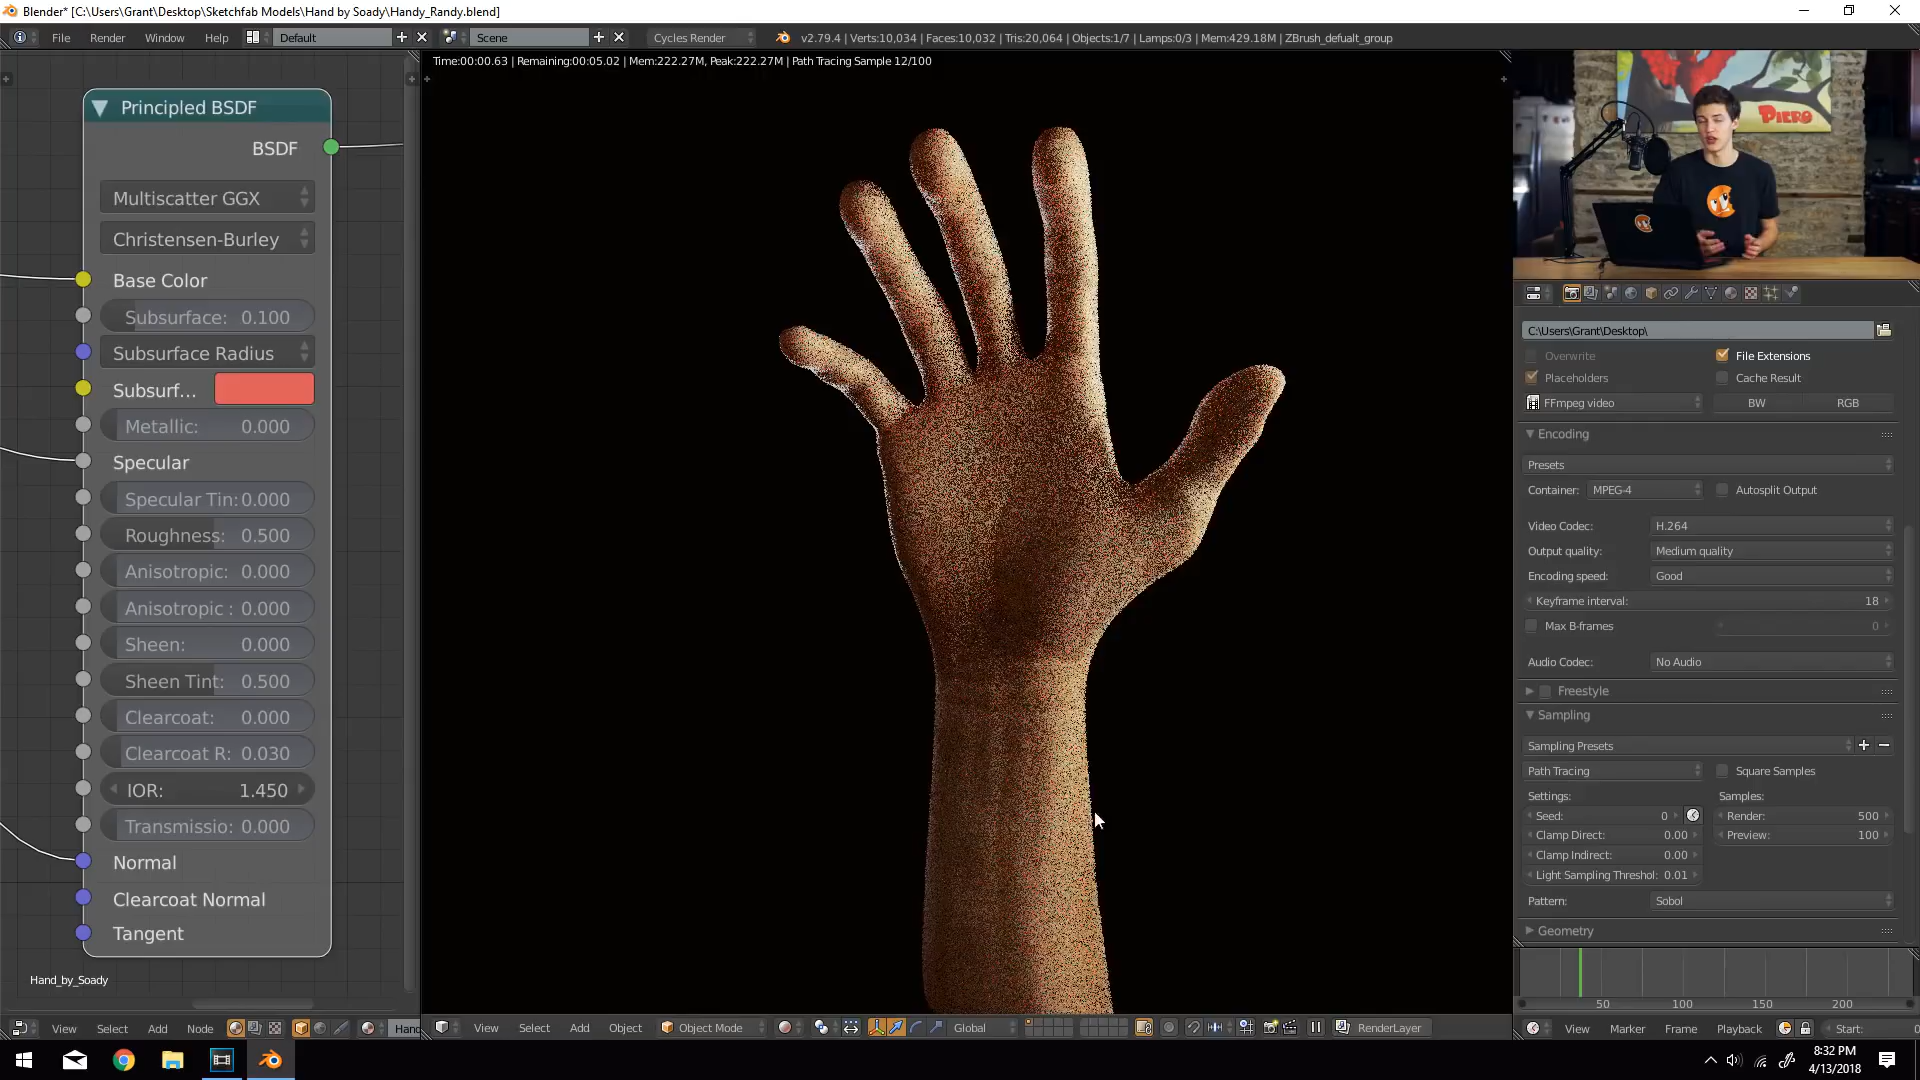 Blender* [C:\Users\Grant\Desktop\Sketchfab Models\Hand by Soady\Handy_Randy.blend]
File Render Window Help Default Scene Cycles Render v2.79.4 | Verts:10,034 | Faces:10,032 | Tris:20,064 | Objects:1/7 | Lamps:0/3 | Mem:429.18M | ZBrush_defualt_group
Time:00:00.63 | Remaining:00:05.02 | Mem:222.27M, Peak:222.27M | Path Tracing Sample 12/100
Principled BSDF
BSDF
Multiscatter GGX
Christensen-Burley
Base Color
Subsurface: 0.100
Subsurface Radius
Subsurf...
Metallic: 0.000
Specular
Specular Tin: 0.000
Roughness: 0.500
Anisotropic: 0.000
Anisotropic : 0.000
Sheen: 0.000
Sheen Tint: 0.500
Clearcoat: 0.000
Clearcoat R: 0.030
IOR: 1.450
Transmissio: 0.000
Normal
Clearcoat Normal
Tangent
Hand_by_Soady
View Select Add Node Hand
View Select Add Object Object Mode Global RenderLayer
PIERO
C:\Users\Grant\Desktop\
Overwrite File Extensions
Placeholders Cache Result
FFmpeg video BW RGB
Encoding
Presets
Container: MPEG-4 Autosplit Output
Video Codec: H.264
Output quality: Medium quality
Encoding speed: Good
Keyframe interval: 18
Max B-frames 0
Audio Codec: No Audio
Freestyle
Sampling
Sampling Presets
Path Tracing Square Samples
Settings: Samples:
Seed: 0 Render: 500
Clamp Direct: 0.00 Preview: 100
Clamp Indirect: 0.00
Light Sampling Threshol: 0.01
Pattern: Sobol
Geometry
50 100 150 200
View Marker Frame Playback Start: 0
8:32 PM
4/13/2018